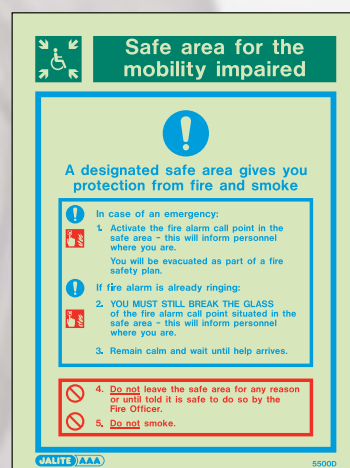 Safe area for the
mobility impaired
A designated safe area gives you
protection from fire and smoke
In case of an emergency:
1. Activate the fire alarm call point in the
safe area - this will inform personnel
where you are.
You will be evacuated as part of a fire
safety plan.
If fire alarm is already ringing:
2. YOU MUST STILL BREAK THE GLASS
of the fire alarm call point situated in the
safe area - this will inform personnel
where you are.
3. Remain calm and wait until help arrives.
4. Do not leave the safe area for any reason
or until told it is safe to do so by the
Fire Officer.
5. Do not smoke.
JALITE AAA
5500D